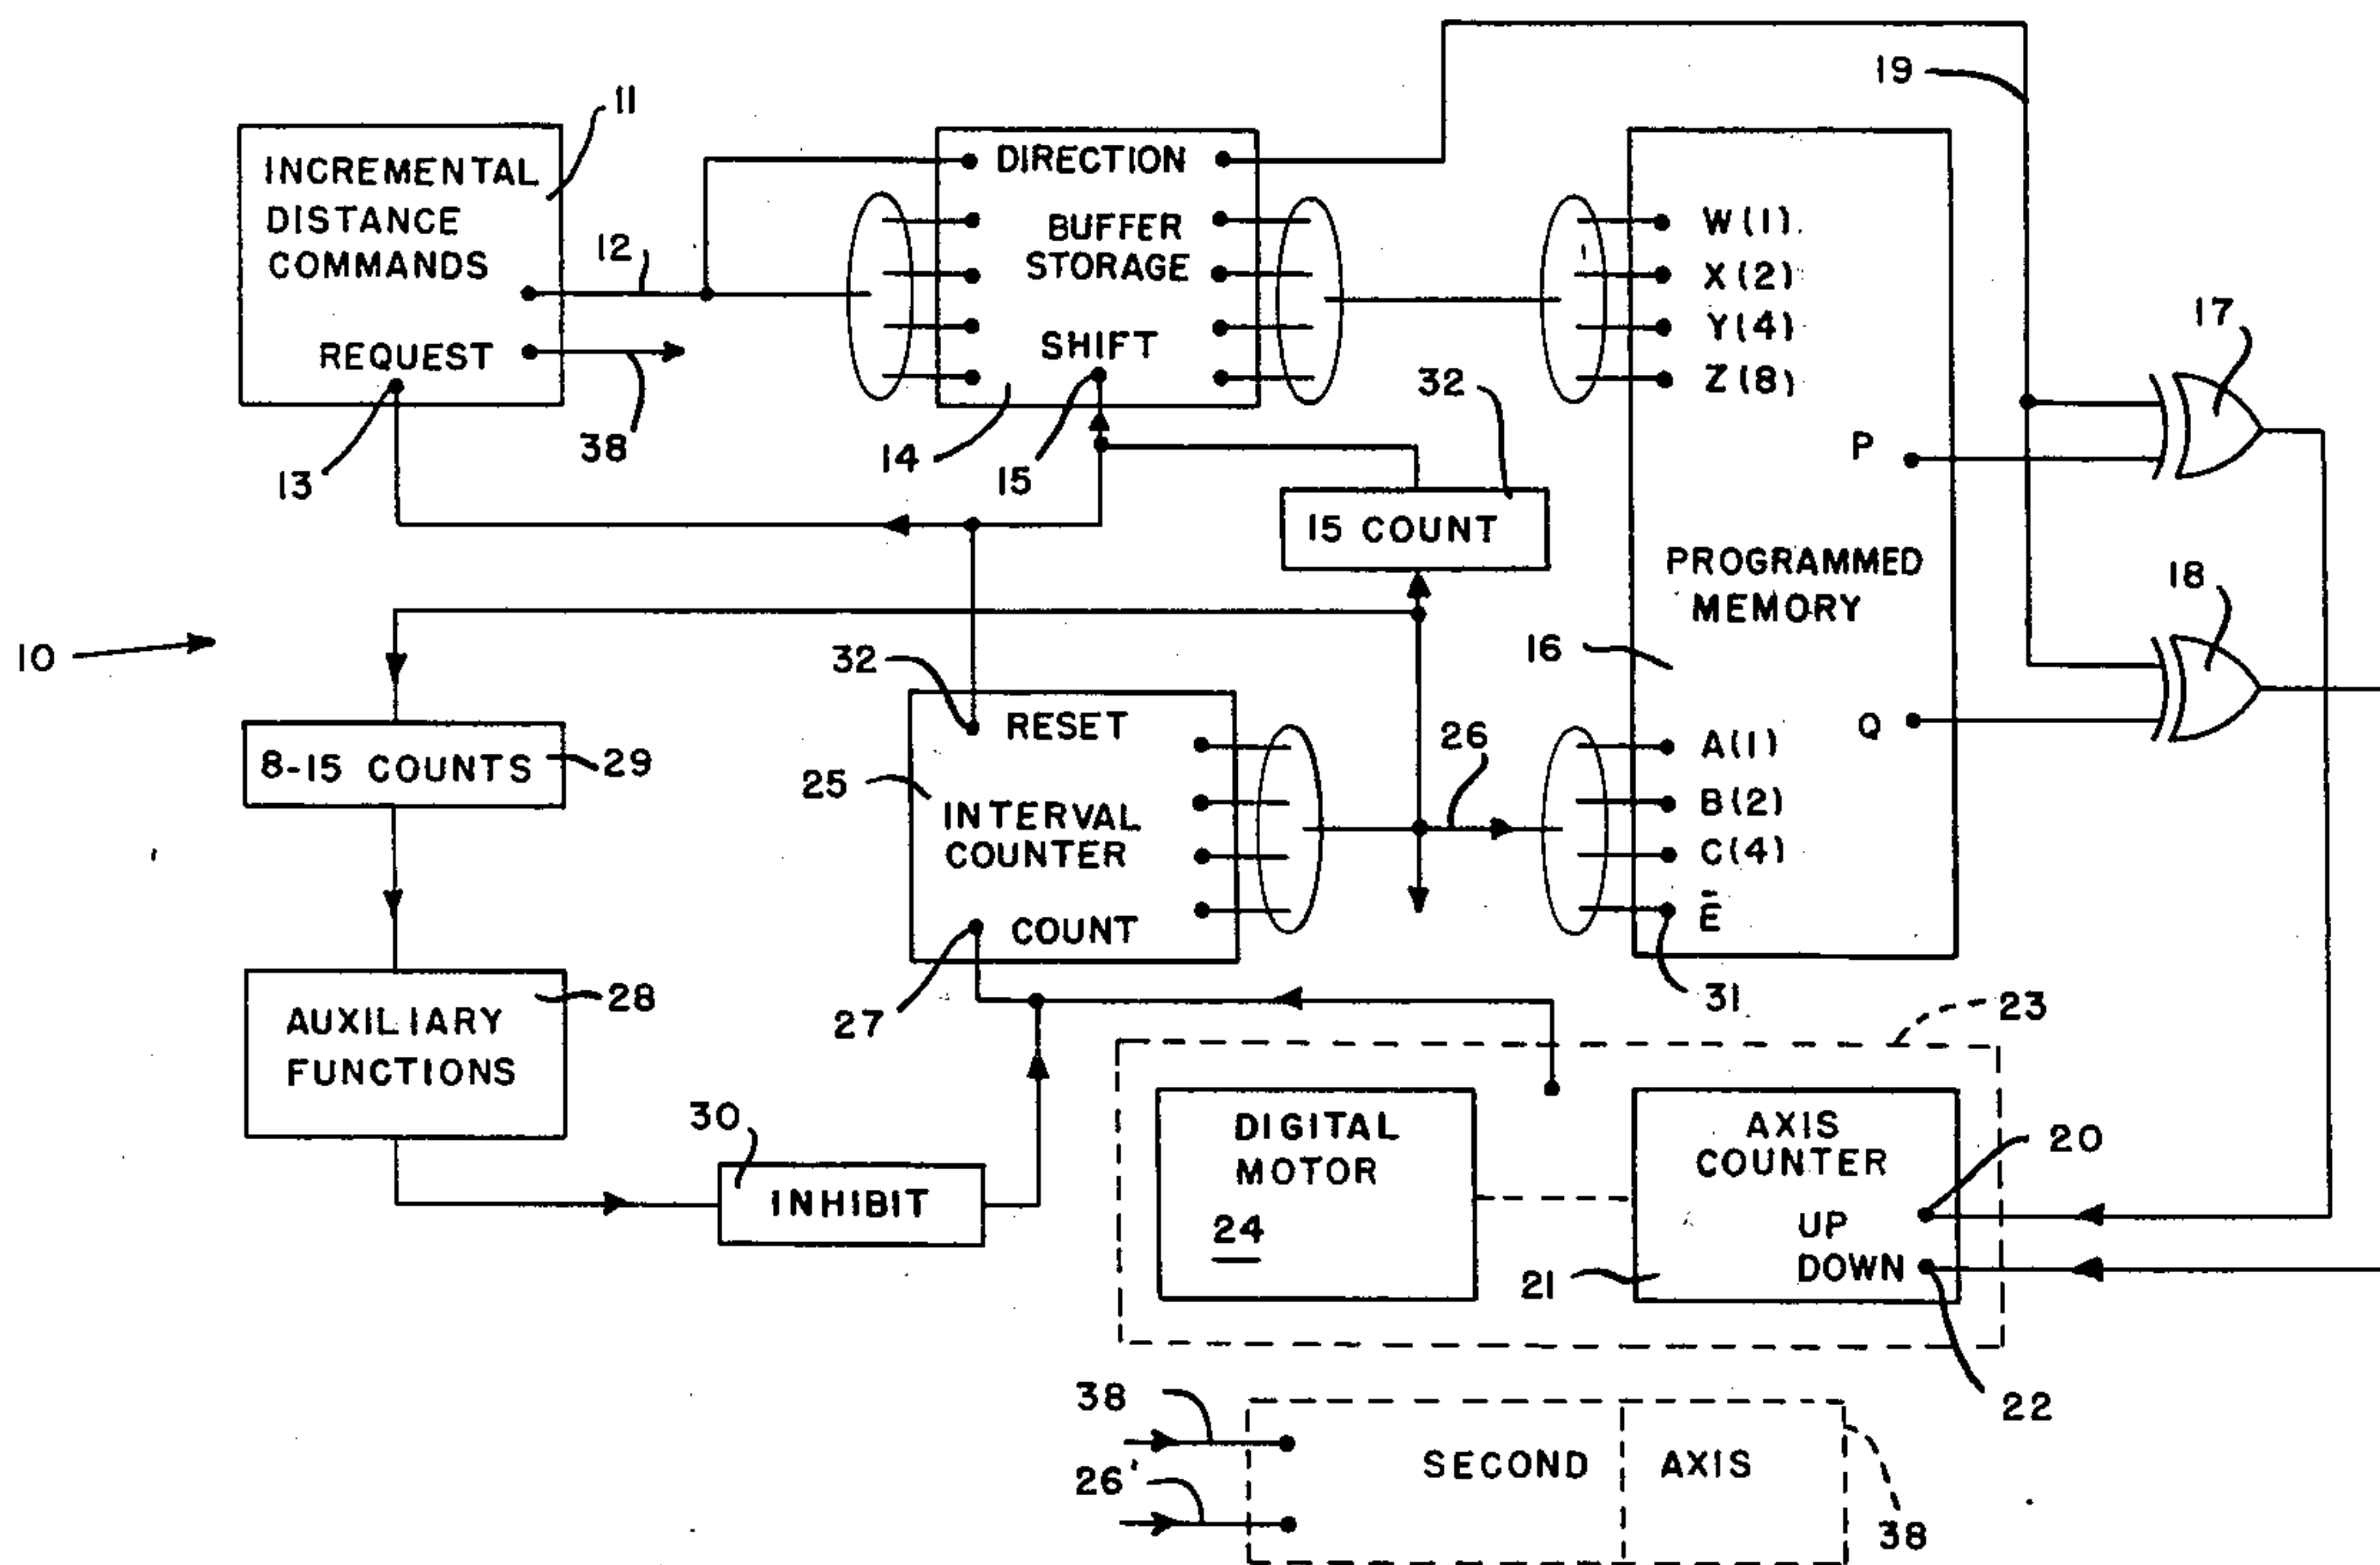 11
19
INCREMENTAL
DISTANCE
COMMANDS
REQUEST
12
38
13
DIRECTION
BUFFER
STORAGE
SHIFT
14
15
32
15 COUNT
W(1)
X(2)
Y(4)
Z(8)
P
17
PROGRAMMED
MEMORY
16
18
Q
A(1)
B(2)
C(4)
Ē
31
10
32
RESET
25
INTERVAL
COUNTER
COUNT
27
26
8-15 COUNTS
29
AUXILIARY
FUNCTIONS
28
30
INHIBIT
23
DIGITAL
MOTOR
24
AXIS
COUNTER
UP
DOWN
20
21
22
38
26'
SECOND AXIS
38